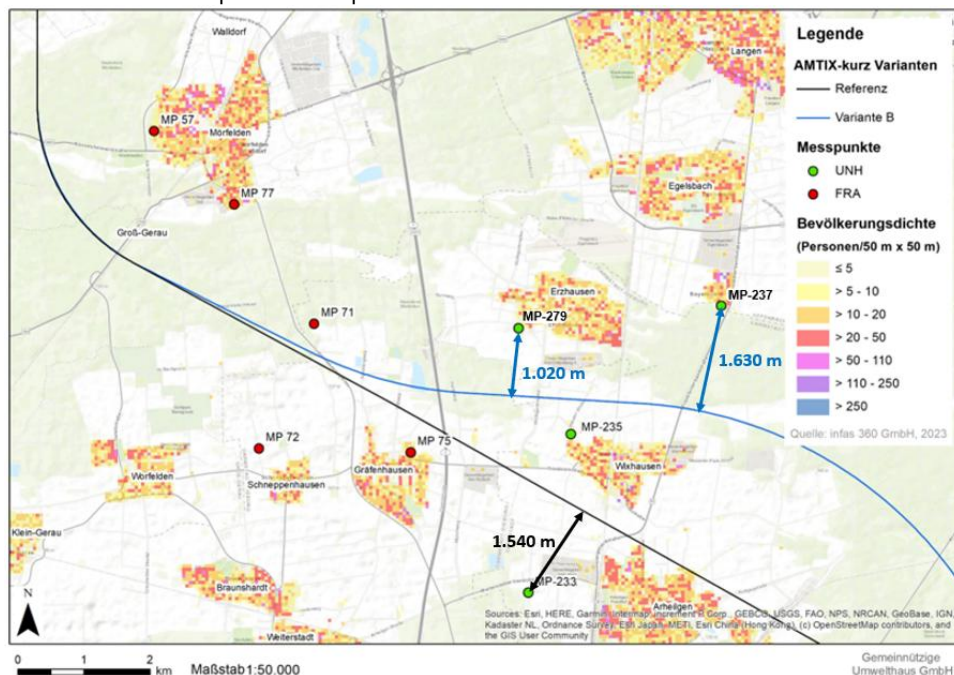 Walldorf
Langen
MP 57
Mörfelden
MP 77
Egelsbach
Groß-Gerau
Erzhausen
MP-237
MP-279
MP 71
1.020 m
1.630 m
MP-235
MP 72
MP 75
Wixhausen
Worfelden
Gräfenhausen
Schneppenhausen
1.540 m
Klein-Gerau
MP-233
Braunshardt
Arheilgen
Weiterstadt
N
Legende
AMTIX-kurz Varianten
Referenz
Variante B
Messpunkte
UNH
FRA
Bevölkerungsdichte
(Personen/50 m x 50 m)
≤ 5
> 5 - 10
> 10 - 20
> 20 - 50
> 50 - 110
> 110 - 250
> 250
Quelle: infas 360 GmbH, 2023
Sources: Esri, HERE, Garmin, Intermap, increment P Corp., GEBCO, USGS, FAO, NPS, NRCAN, GeoBase, IGN,
Kadaster NL, Ordnance Survey, Esri Japan, METI, Esri China (Hong Kong), (c) OpenStreetMap contributors, and
the GIS User Community
0 1 2 km
Maßstab 1:50.000
Gemeinnützige
Umwelthaus GmbH